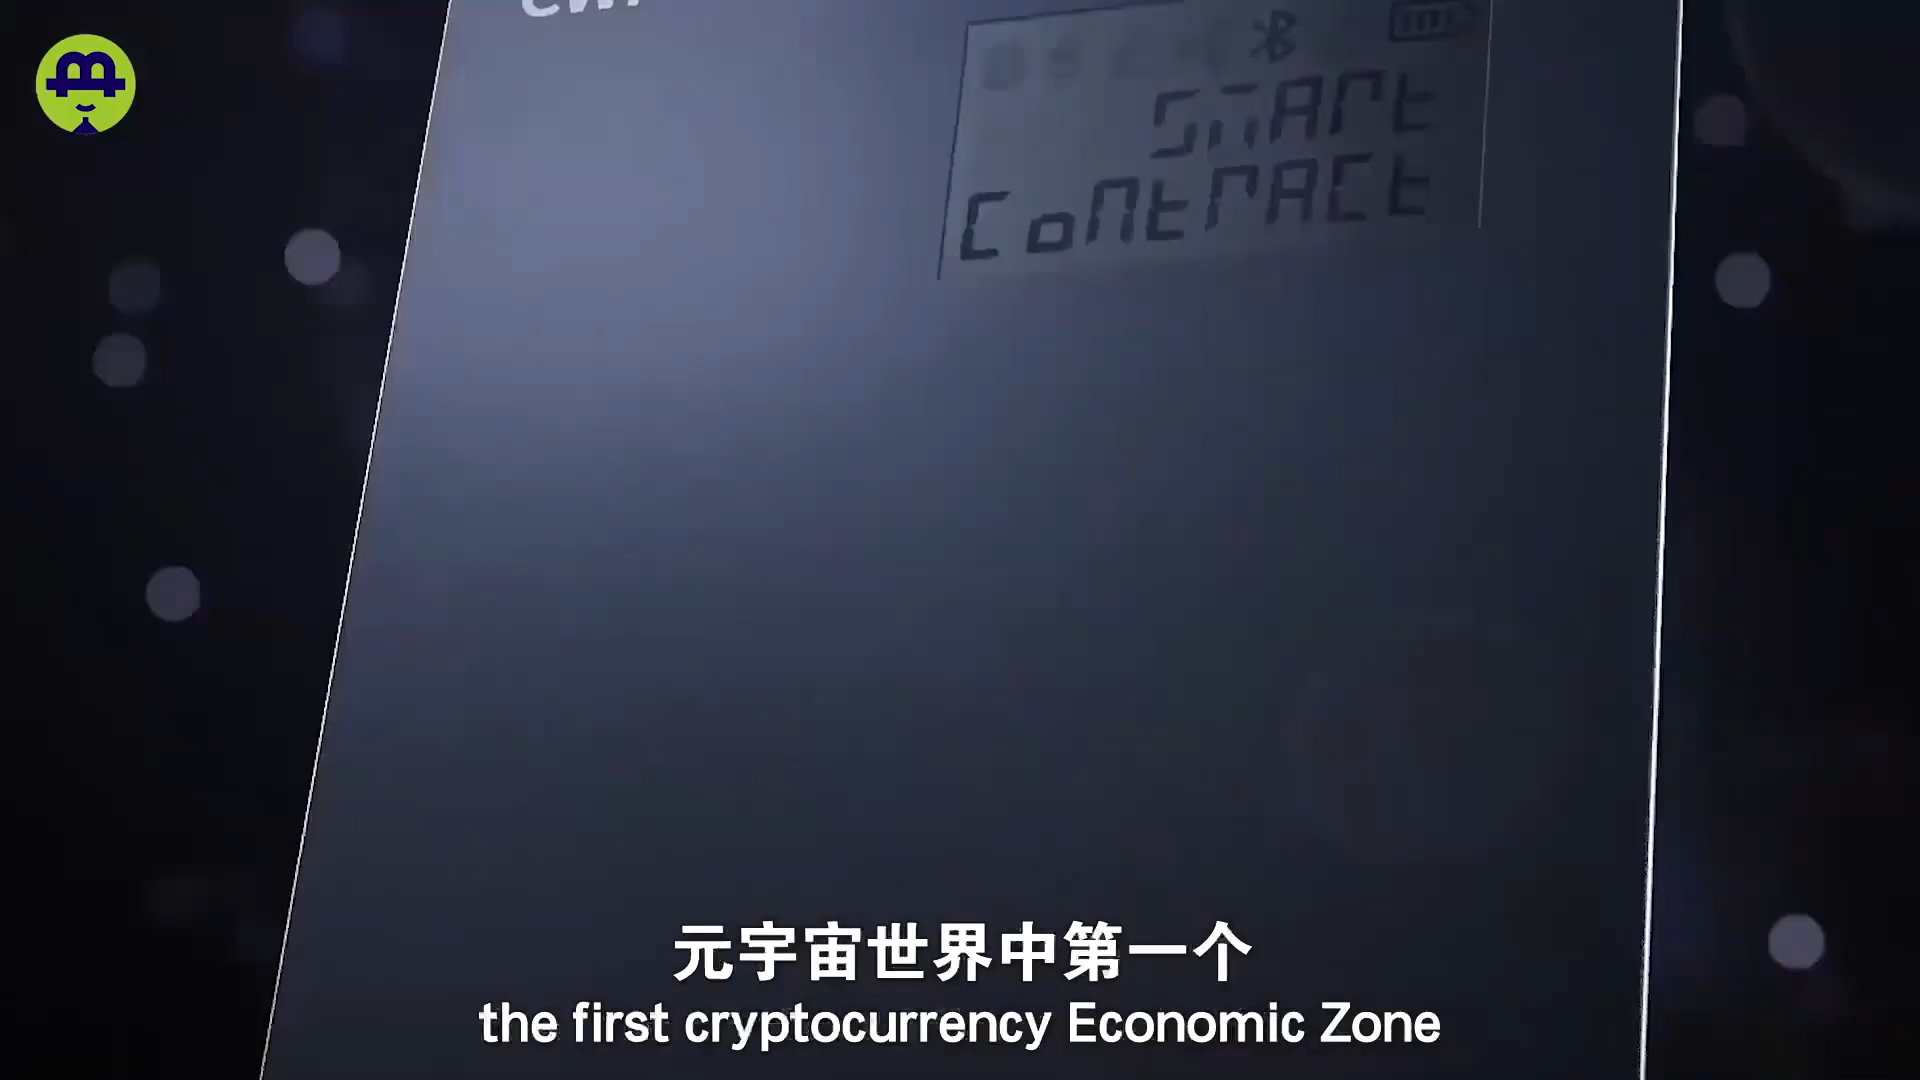 SMART
CoNtRACt
元宇宙世界中第一个
the first cryptocurrency Economic Zone